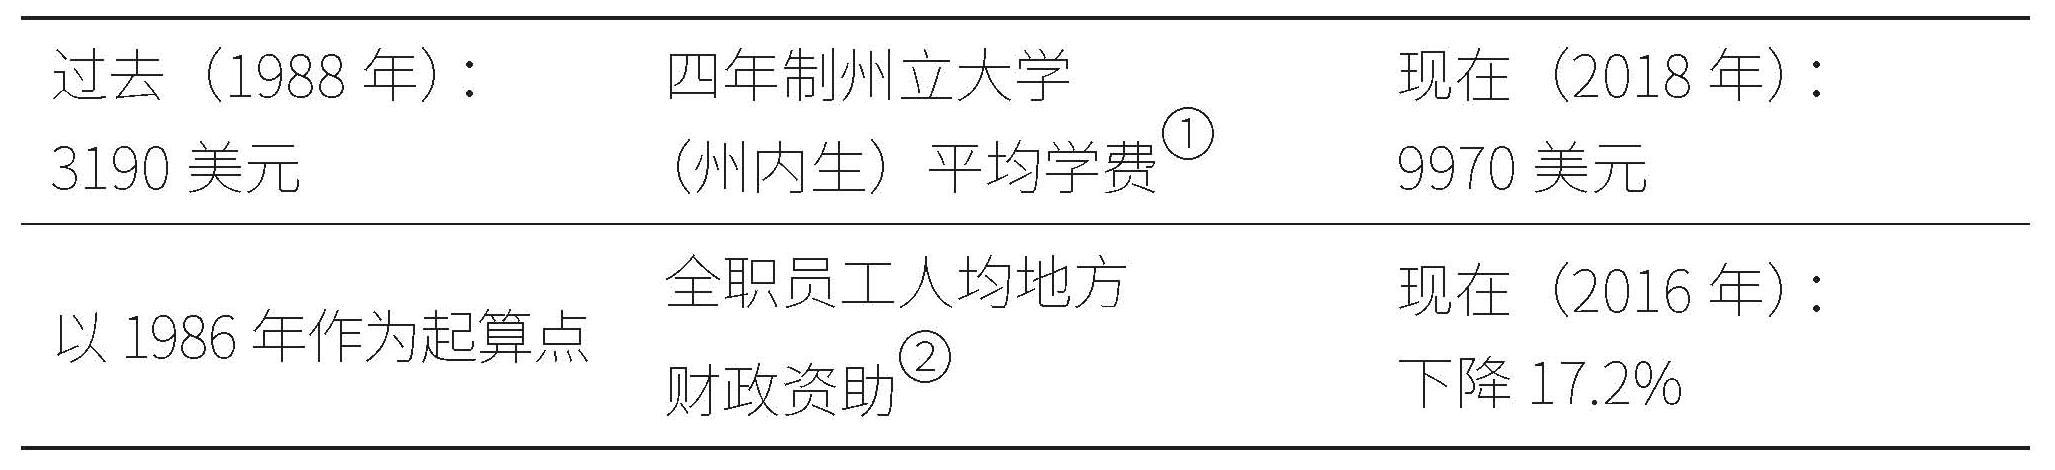 过去（1988 年）：
3190 美元
四年制州立大学
（州内生）平均学费①
现在（2018 年）：
9970 美元
以 1986 年作为起算点
全职员工人均地方
财政资助②
现在（2016 年）：
下降 17.2%